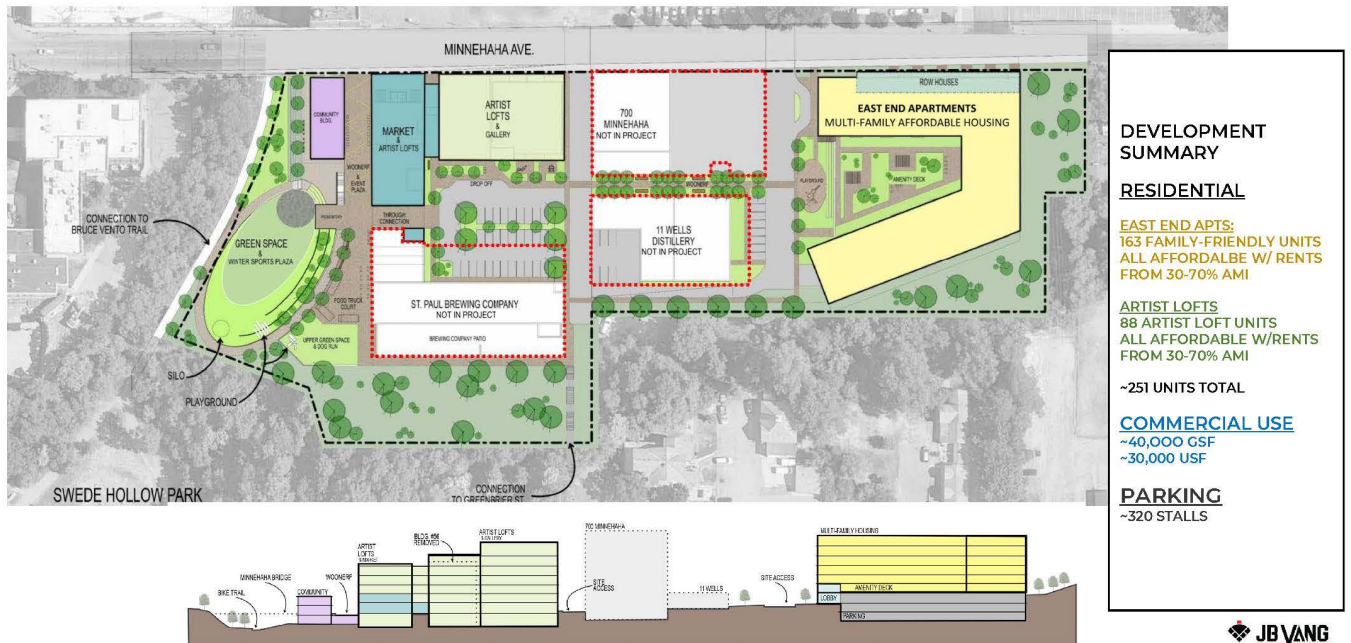 MINNEHAHA AVE.
COMMUNITY
BLDG.
MARKET
&
ARTIST LOFTS
ARTIST
LOFTS
&
GALLERY
700
MINNEHAHA
NOT IN PROJECT
ROW HOUSES
EAST END APARTMENTS
MULTI-FAMILY AFFORDABLE HOUSING
WOONERF
&
EVENT
PLAZA
DROP OFF
WOONERF
PLAYGROUND
AMENITY DECK
CONNECTION TO
BRUCE VENTO TRAIL
THROUGH
CONNECTION
GREEN SPACE
&
WINTER SPORTS PLAZA
11 WELLS
DISTILLERY
NOT IN PROJECT
FOOD TRUCK
COURT
ST. PAUL BREWING COMPANY
NOT IN PROJECT
BREWING COMPANY PATIO
UPPER GREEN SPACE
& DOG RUN
SILO
PLAYGROUND
SWEDE HOLLOW PARK
CONNECTION
TO GREENBRIER ST.
DEVELOPMENT
SUMMARY
RESIDENTIAL
EAST END APTS:
163 FAMILY-FRIENDLY UNITS
ALL AFFORDALBE W/ RENTS
FROM 30-70% AMI
ARTIST LOFTS
88 ARTIST LOFT UNITS
ALL AFFORDABLE W/RENTS
FROM 30-70% AMI
~251 UNITS TOTAL
COMMERCIAL USE
~40,000 GSF
~30,000 USF
PARKING
~320 STALLS
MINNEHAHA BRIDGE
BIKE TRAIL
WOONERF
COMMUNITY
ARTIST
LOFTS
& MARKET
BLDG. #56
REMOVED
ARTIST LOFTS
& GALLERY
700 MINNEHAHA
SITE
ACCESS
11 WELLS
SITE ACCESS
MULTI-FAMILY HOUSING
AMENITY DECK
LOBBY
PARKING
JB VANG